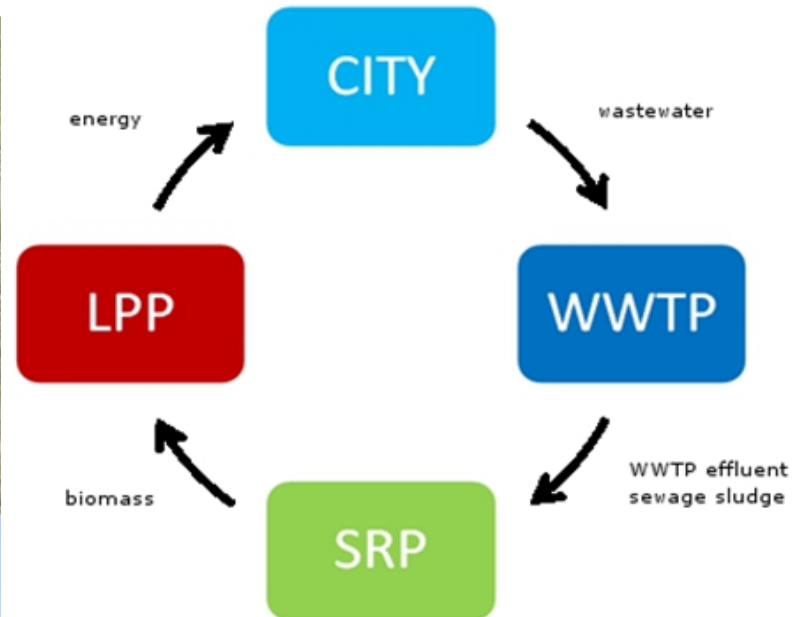 CITY
energy
wastewater
LPP
WWTP
biomass
WWTP effluent
sewage sludge
SRP